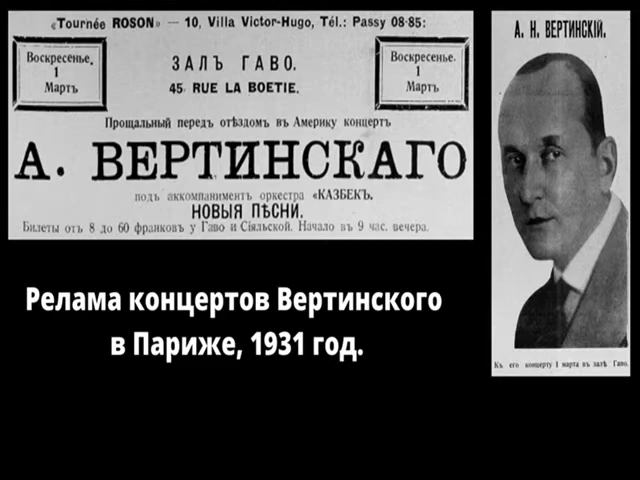 «Tournée ROSON» — 10, Villa Victor-Hugo, Tél.: Passy 08-85:
Воскресенье,
1
Мартъ
ЗАЛЪ ГАВО.
45 RUE LA BOETIE.
Воскресенье.
1
Мартъ
Прощальный передъ отъѣздомъ въ Америку концертъ
А. ВЕРТИНСКАГО
подъ аккомпаниментъ оркестра «КАЗБЕКЪ.
НОВЫЯ ПѢСНИ.
Билеты отъ 8 до 60 франковъ у Гаво и Сіяльской. Начало въ 9 час. вечера.
А. Н. ВЕРТИНСКІЙ.
Къ его концерту 1 марта въ залѣ Гаво.
Релама концертов Вертинского
в Париже, 1931 год.